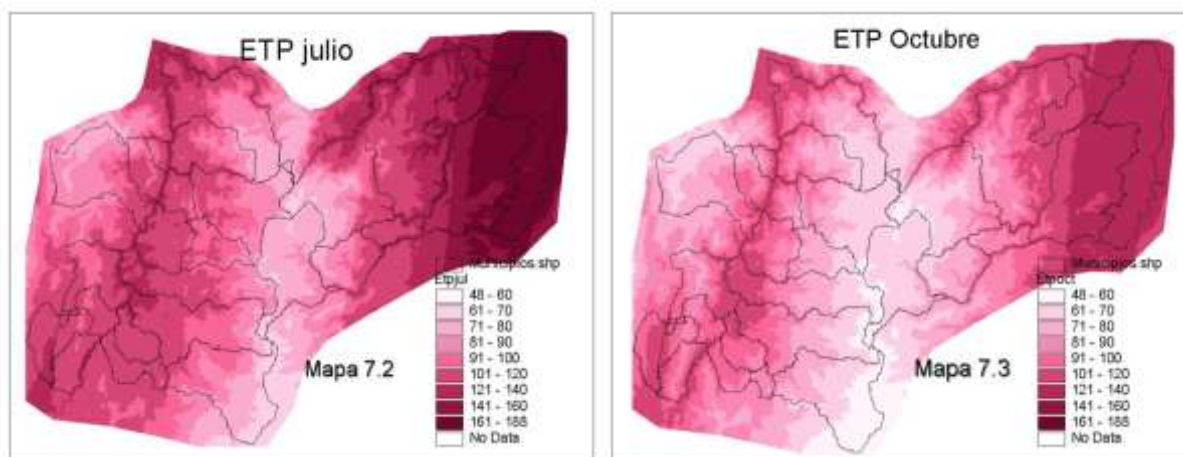 ETP julio
Municipios.shp
Etpjul
48 - 60
61 - 70
71 - 80
81 - 90
91 - 100
101 - 120
121 - 140
141 - 160
161 - 188
No Data
Mapa 7.2
ETP Octubre
Municipios.shp
Etpoct
48 - 60
61 - 70
71 - 80
81 - 90
91 - 100
101 - 120
121 - 140
141 - 160
161 - 188
No Data
Mapa 7.3